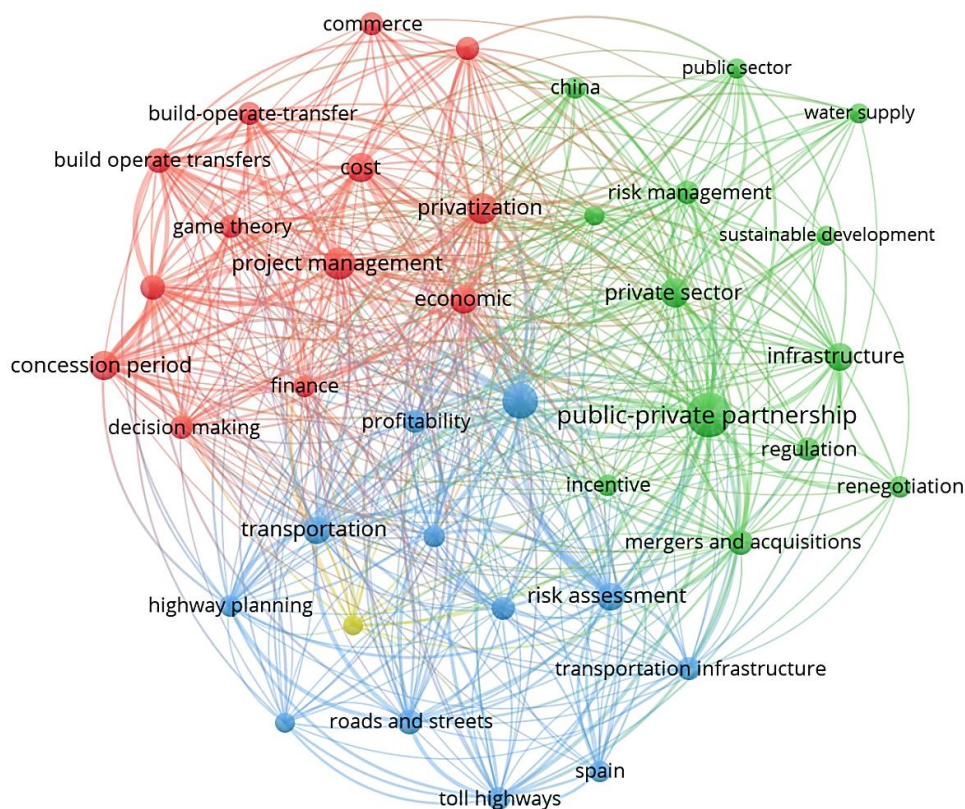 commerce
public sector
china
build-operate-transfer
water supply
build operate transfers
cost
risk management
privatization
game theory
sustainable development
project management
private sector
economic
infrastructure
concession period
finance
profitability
public-private partnership
decision making
regulation
incentive
renegotiation
transportation
mergers and acquisitions
risk assessment
highway planning
transportation infrastructure
roads and streets
spain
toll highways